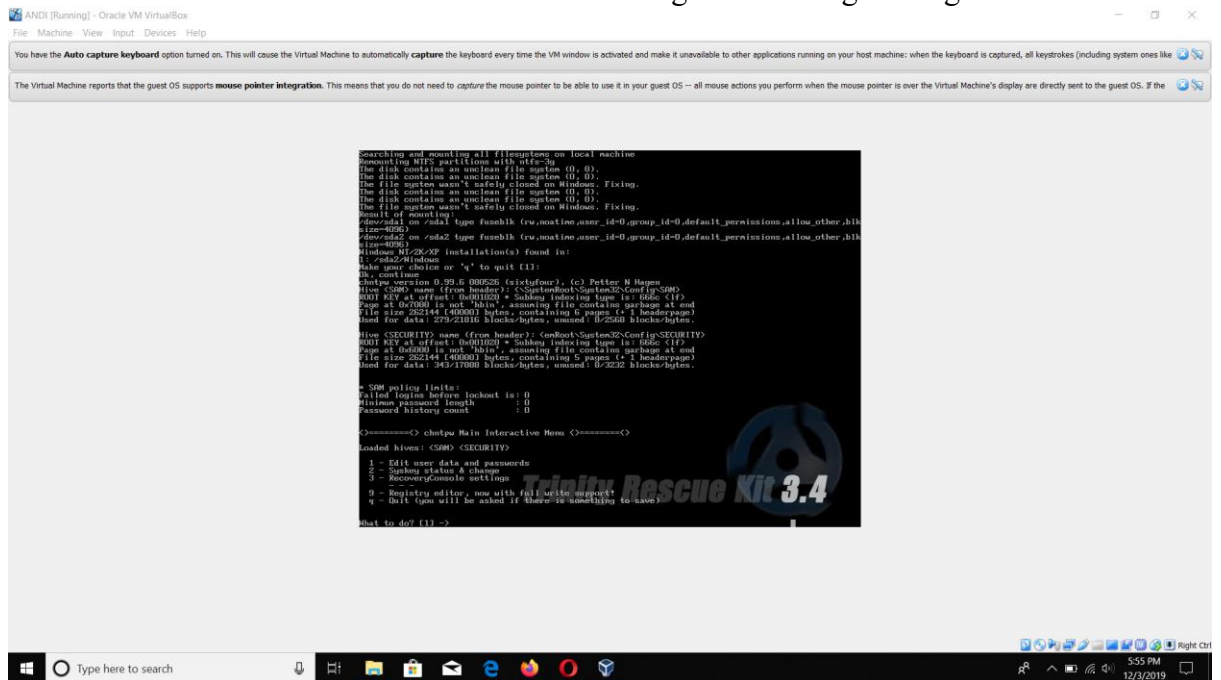 ANDI [Running] - Oracle VM VirtualBox
File Machine View Input Devices Help
You have the Auto capture keyboard option turned on. This will cause the Virtual Machine to automatically capture the keyboard every time the VM window is activated and make it unavailable to other applications running on your host machine: when the keyboard is captured, all keystrokes (including system ones like
The Virtual Machine reports that the guest OS supports mouse pointer integration. This means that you do not need to capture the mouse pointer to be able to use it in your guest OS -- all mouse actions you perform when the mouse pointer is over the Virtual Machine's display are directly sent to the guest OS. If the
Searching and mounting all filesystems on local machine
Remounting NTFS partitions with ntfs-3g
The disk contains an unclean file system (0, 0).
The disk contains an unclean file system (0, 0).
The file system wasn't safely closed on Windows. Fixing.
The disk contains an unclean file system (0, 0).
The disk contains an unclean file system (0, 0).
The file system wasn't safely closed on Windows. Fixing.
Result of mounting:
/dev/sda1 on /sda1 type fuseblk (rw,noatime,user_id=0,group_id=0,default_permissions,allow_other,blk
size=4096)
/dev/sda2 on /sda2 type fuseblk (rw,noatime,user_id=0,group_id=0,default_permissions,allow_other,blk
size=4096)
Windows NT/2K/XP installation(s) found in:
1: /sda2/Windows
Make your choice or 'q' to quit [1]:
Ok, continue
chntpw version 0.99.6 080526 (sixtyfour), (c) Petter N Hagen
Hive <SAM> name (from header): <\SystemRoot\System32\Config\SAM>
ROOT KEY at offset: 0x001020 * Subkey indexing type is: 666c <lf>
Page at 0x7000 is not 'hbin', assuming file contains garbage at end
File size 262144 [40000] bytes, containing 6 pages (+ 1 headerpage)
Used for data: 279/21816 blocks/bytes, unused: 8/2568 blocks/bytes.
Hive <SECURITY> name (from header): <emRoot\System32\Config\SECURITY>
ROOT KEY at offset: 0x001020 * Subkey indexing type is: 666c <lf>
Page at 0x6000 is not 'hbin', assuming file contains garbage at end
File size 262144 [40000] bytes, containing 5 pages (+ 1 headerpage)
Used for data: 343/17008 blocks/bytes, unused: 8/3232 blocks/bytes.
* SAM policy limits:
Failed logins before lockout is: 0
Minimum password length : 0
Password history count : 0
<>========<> chntpw Main Interactive Menu <>========<>
Loaded hives: <SAM> <SECURITY>
1 - Edit user data and passwords
2 - Syskey status & change
3 - RecoveryConsole settings
- - -
9 - Registry editor, now with full write support!
q - Quit (you will be asked if there is something to save)
Trinity Rescue Kit 3.4
What to do? [1] ->
Right Ctrl
Type here to search
5:55 PM
12/3/2019